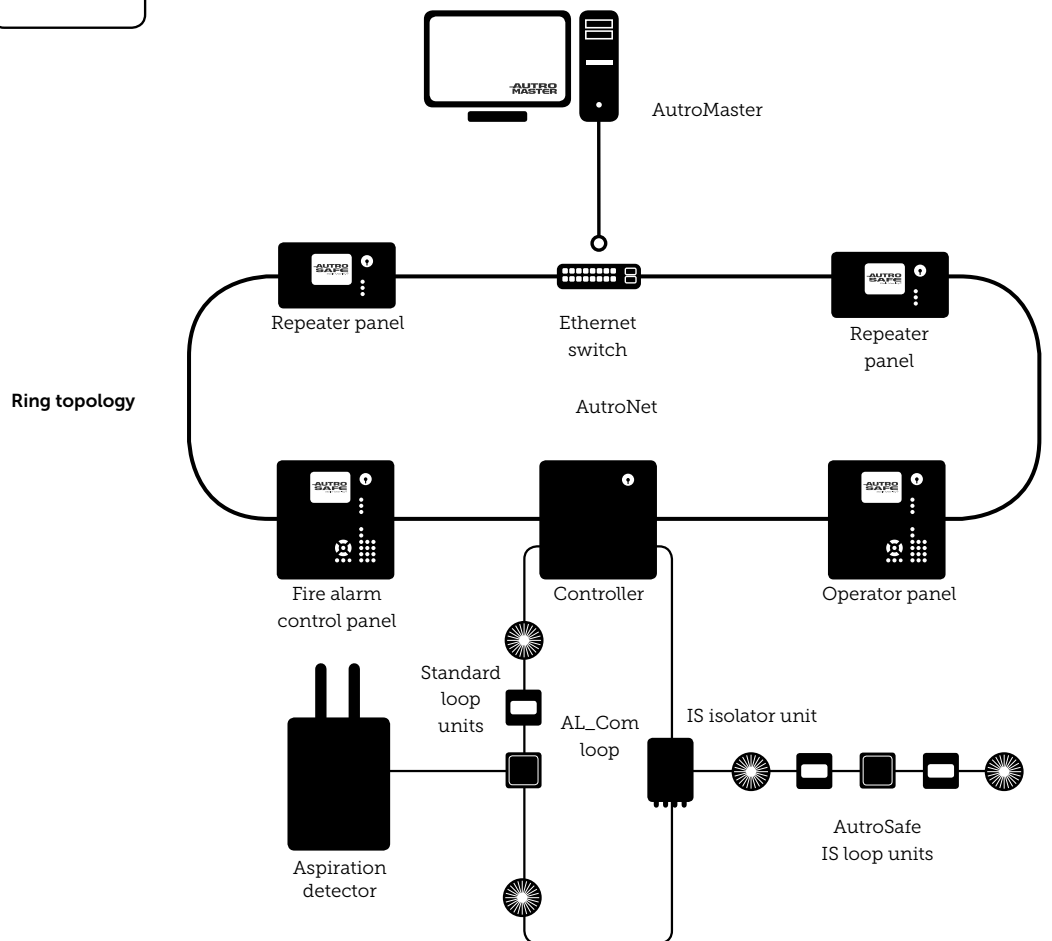 AUTRO
MASTER
AutroMaster
AUTRO
SAFE
AUTRO
SAFE
Repeater panel
Ethernet
switch
Repeater
panel
Ring topology
AutroNet
AUTRO
SAFE
AUTRO
SAFE
Fire alarm
control panel
Controller
Operator panel
Standard
loop
units
AL_Com
loop
IS isolator unit
AutroSafe
IS loop units
Aspiration
detector